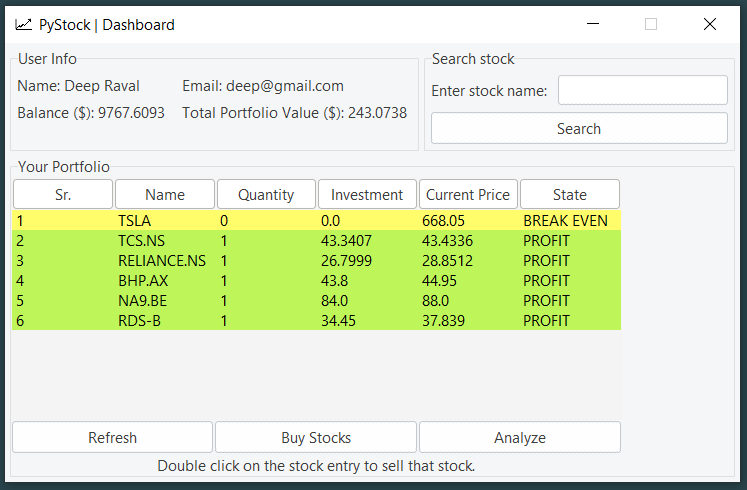 PyStock | Dashboard
User Info
Name: Deep Raval Email: deep@gmail.com
Balance ($): 9767.6093 Total Portfolio Value ($): 243.0738
Search stock
Enter stock name:
Search
Your Portfolio
Sr. Name Quantity Investment Current Price State
1 TSLA 0 0.0 668.05 BREAK EVEN
2 TCS.NS 1 43.3407 43.4336 PROFIT
3 RELIANCE.NS 1 26.7999 28.8512 PROFIT
4 BHP.AX 1 43.8 44.95 PROFIT
5 NA9.BE 1 84.0 88.0 PROFIT
6 RDS-B 1 34.45 37.839 PROFIT
Refresh Buy Stocks Analyze
Double click on the stock entry to sell that stock.